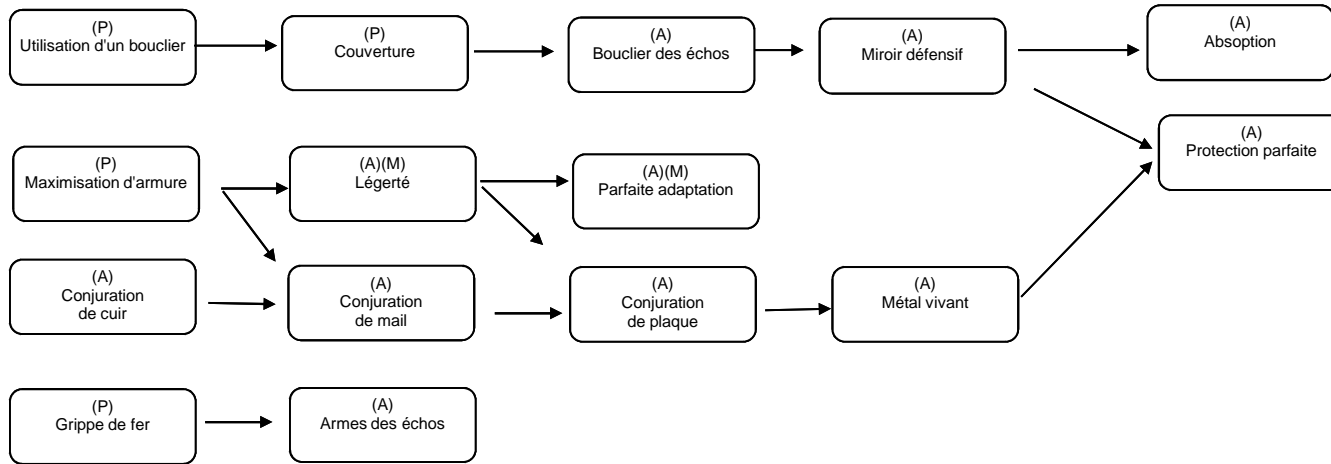 (P)
Utilisation d'un bouclier
(P)
Couverture
(A)
Bouclier des échos
(A)
Miroir défensif
(A)
Absoption
(A)
Protection parfaite
(P)
Maximisation d'armure
(A)(M)
Légerté
(A)(M)
Parfaite adaptation
(A)
Conjuration
de cuir
(A)
Conjuration
de mail
(A)
Conjuration
de plaque
(A)
Métal vivant
(P)
Grippe de fer
(A)
Armes des échos